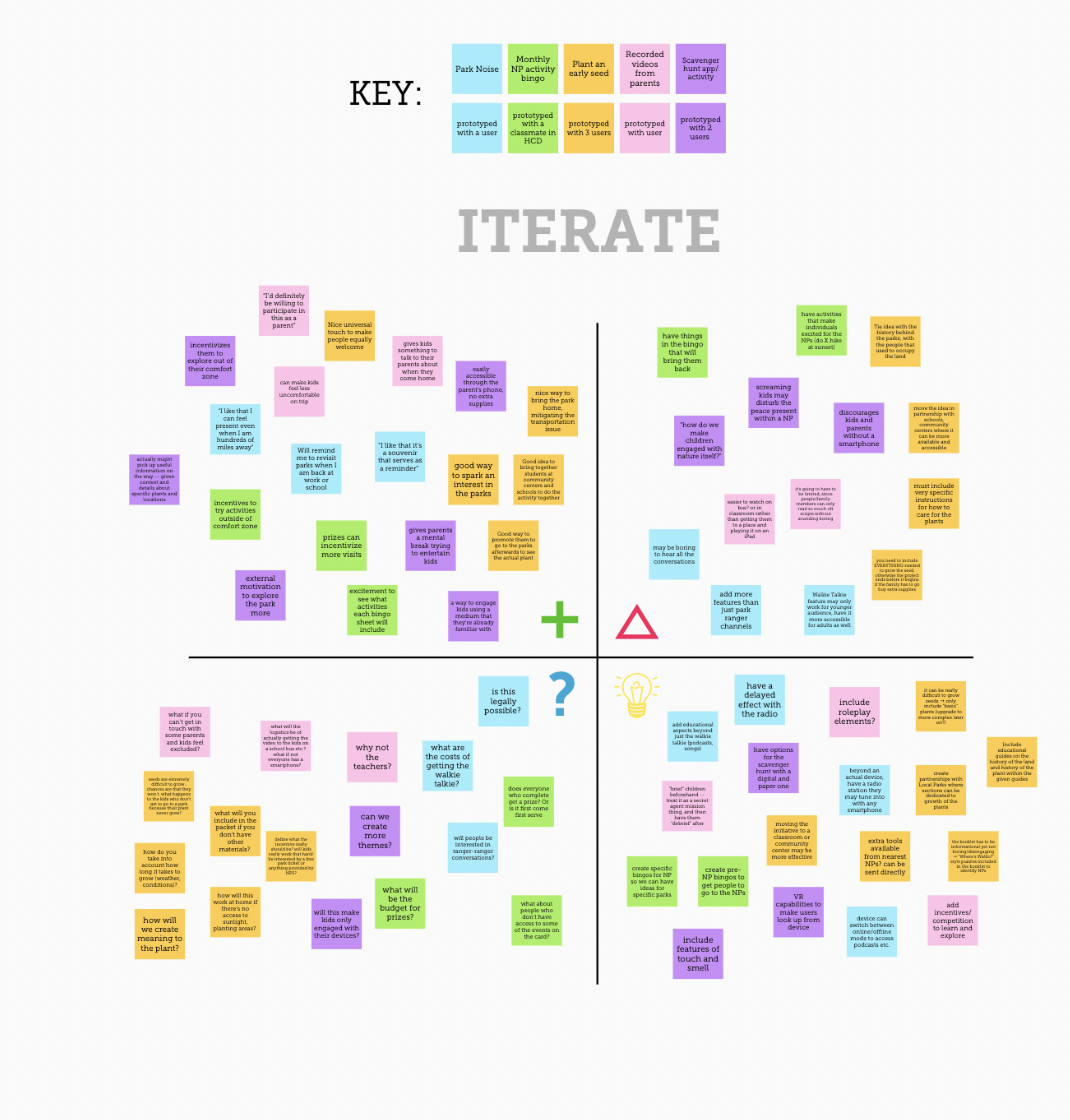 KEY:
Park Noise
Monthly
NP activity
bingo
Plant an
early seed
Recorded
videos
from
parents
Scavenger
hunt app/
activity
prototyped
with a user
prototyped
with a
classmate in
HCD
prototyped
with 3 users
prototyped
with user
prototyped
with 2
users
ITERATE
"I'd definitely
be willing to
participate in
this as a
parent"
Nice universal
touch to make
people equally
welcome
incentivizes
them to
explore out of
their comfort
zone
gives kids
something to
talk to their
parents about
when they
come home
can make kids
feel less
uncomfortable
on trip
easily
accessible
through the
parent's phone,
no extra
supplies
nice way to
bring the park
home,
mitigating the
transportation
issue
"I like that I
can feel
present even
when I am
hundreds of
miles away"
Will remind
me to revisit
parks when I
am back at
work or
school
"I like that it's
a souvenir
that serves as
a reminder"
actually might
pick up useful
information on
the way -- gives
context and
details about
specific plants and
locations
good way
to spark an
interest in
the parks
Good idea to
bring together
students at
community
centers and
schools to do the
activity together
incentives to
try activities
outside of
comfort zone
prizes can
incentivize
more visits
gives parents
a mental
break trying
to entertain
kids
Good way to
promote them to
go to the parks
afterwards to see
the actual plant
external
motivation
to explore
the park
more
excitement to
see what
activities
each bingo
sheet will
include
a way to engage
kids using a
medium that
they're already
familiar with
have things
in the bingo
that will
bring them
back
have activities
that make
individuals
excited for the
NPs (do X hike
at sunset)
Tie idea with the
history behind
the parks; with
the people that
used to occupy
the land
screaming
kids may
disturb the
peace present
within a NP
"how do we
make
children
engaged with
nature itself?"
discourages
kids and
parents
without a
smartphone
move the idea in
partnership with
schools,
community
centers where it
can be more
available and
accessible
easier to watch on
bus? or in
classroom rather
than getting them
to a place and
playing it on an
iPad
it's going to have to
be limited, since
people/family
members can only
read so much off
scripts without
sounding boring
must include
very specific
instructions
for how to
care for the
plants
may be boring
to hear all the
conversations
you need to include
EVERYTHING needed
to grow the seed,
otherwise the project
ends before it begins
if the family has to go
buy extra supplies
add more
features than
just park
ranger
channels
Walkie Talkie
feature may only
work for younger
audience, have it
more accessible
for adults as well
?
is this
legally
possible?
what if you
can't get in
touch with
some parents
and kids feel
excluded?
what will the
logistics be of
actually getting the
video to the kids on
a school bus etc.?
what if not
everyone has a
smartphone?
why not
the
teachers?
what are
the costs of
getting the
walkie
talkie?
seeds are extremely
difficult to grow,
chances are that they
won't. what happens
to the kids who don't
get to go to a park
because their plant
never grew?
does everyone
who complete
get a prize? Or
is it first come
first serve
what will you
include in the
packet if you
don't have
other
materials?
can we
create
more
themes?
will people be
interested in
ranger-ranger
conversations?
define what the
incentive really
should be? will kids
really work that hard/
be interested by a free
park ticket or
anything provided by
NPS?
how do you
take into
account how
long it takes to
grow (weather,
conditions)?
how will this
work at home if
there's no
access to
sunlight,
planting areas?
will this make
kids only
engaged with
their devices?
what will
be the
budget for
prizes?
what about
people who
don't have
access to some
of the events on
the card?
how will
we create
meaning to
the plant?
have a
delayed
effect with
the radio
include
roleplay
elements?
it can be really
difficult to grow
seeds → only
include "basic"
plants (upgrade to
more complex later
on?)
add educational
aspects beyond
just the walkie
talkie (podcasts,
songs)
have options
for the
scavenger
hunt with a
digital and
paper one
beyond an
actual device,
have a radio
station they
may tune into
with any
smartphone
create
partnerships with
Local Parks where
sections can be
dedicated to
growth of the
plants
Include
educational
guides on the
history of the land
and history of the
plant within the
given guides
"brief" children
beforehand --
treat it as a secret
agent mission
thing. and then
have them
"debrief" after
moving the
initiative to a
classroom or
community
center may be
more effective
extra tools
available
from nearest
NPs? can be
sent directly
the booklet has to be
informational yet not
boring/disengaging
→ "Where's Waldo"
style puzzles included
in the booklet to
identify NPs
create specific
bingos for NP
so we can have
ideas for
specific parks
create pre-
NP bingos to
get people to
go to the NPs
VR
capabilities to
make users
look up from
device
device can
switch between
online/offline
mode to access
podcasts etc.
add
incentives/
competition
to learn and
explore
include
features of
touch and
smell